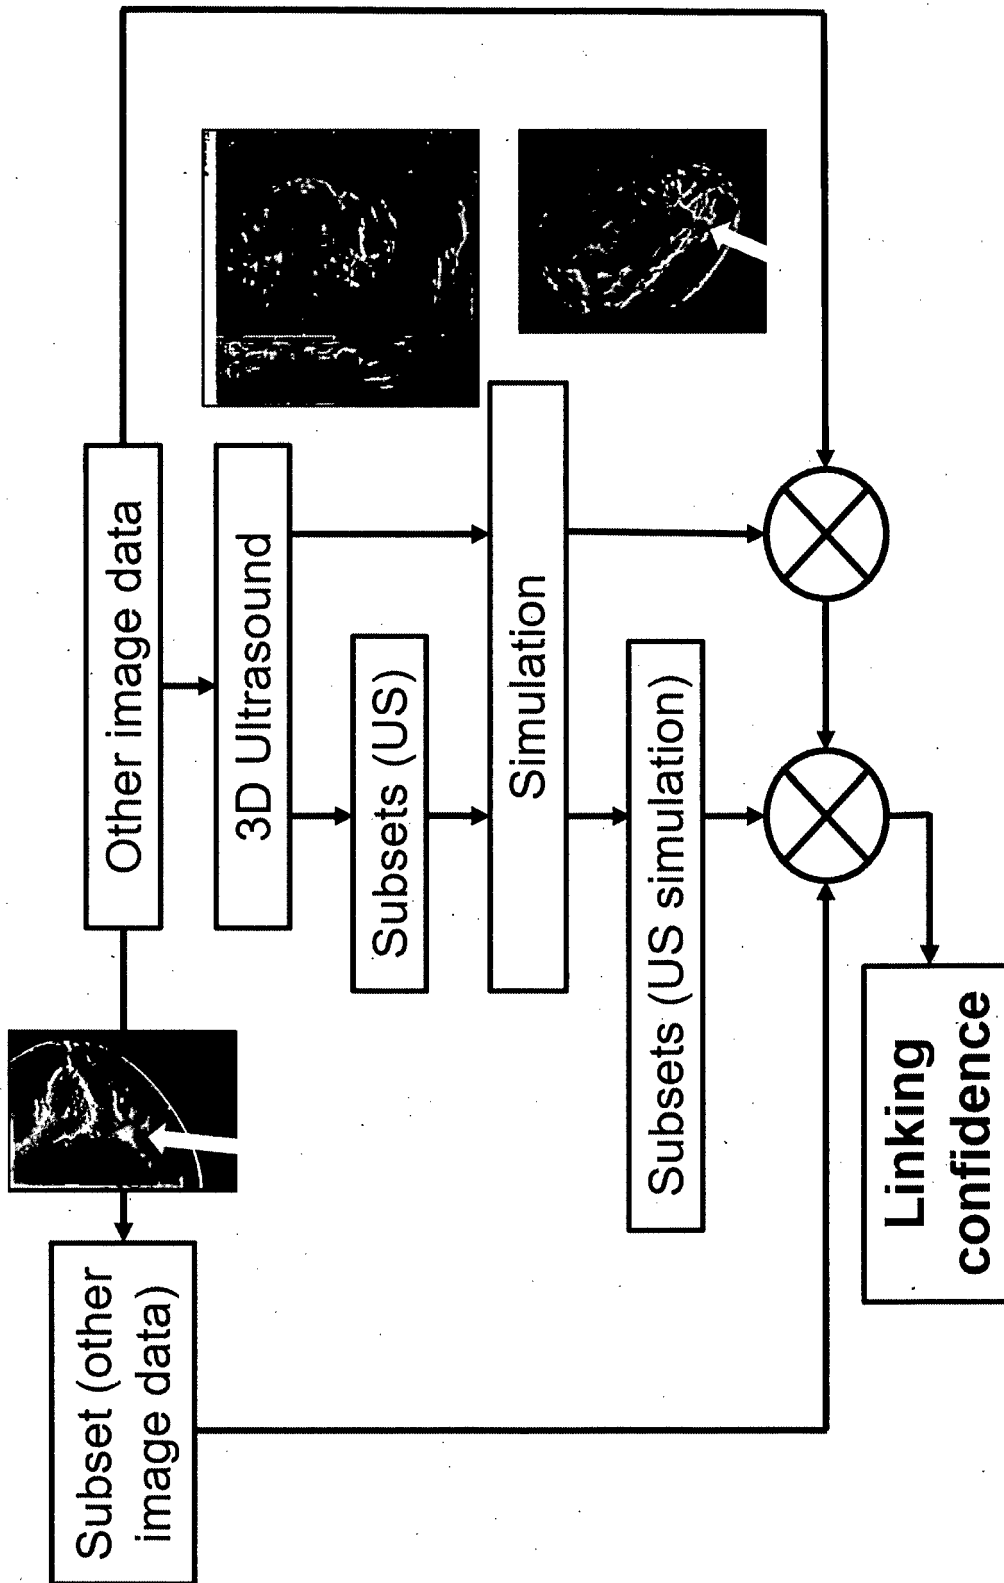 Other image data
3D Ultrasound
Subsets (US)
Simulation
Subsets (US simulation)
Subset (other
image data)
Linking
confidence